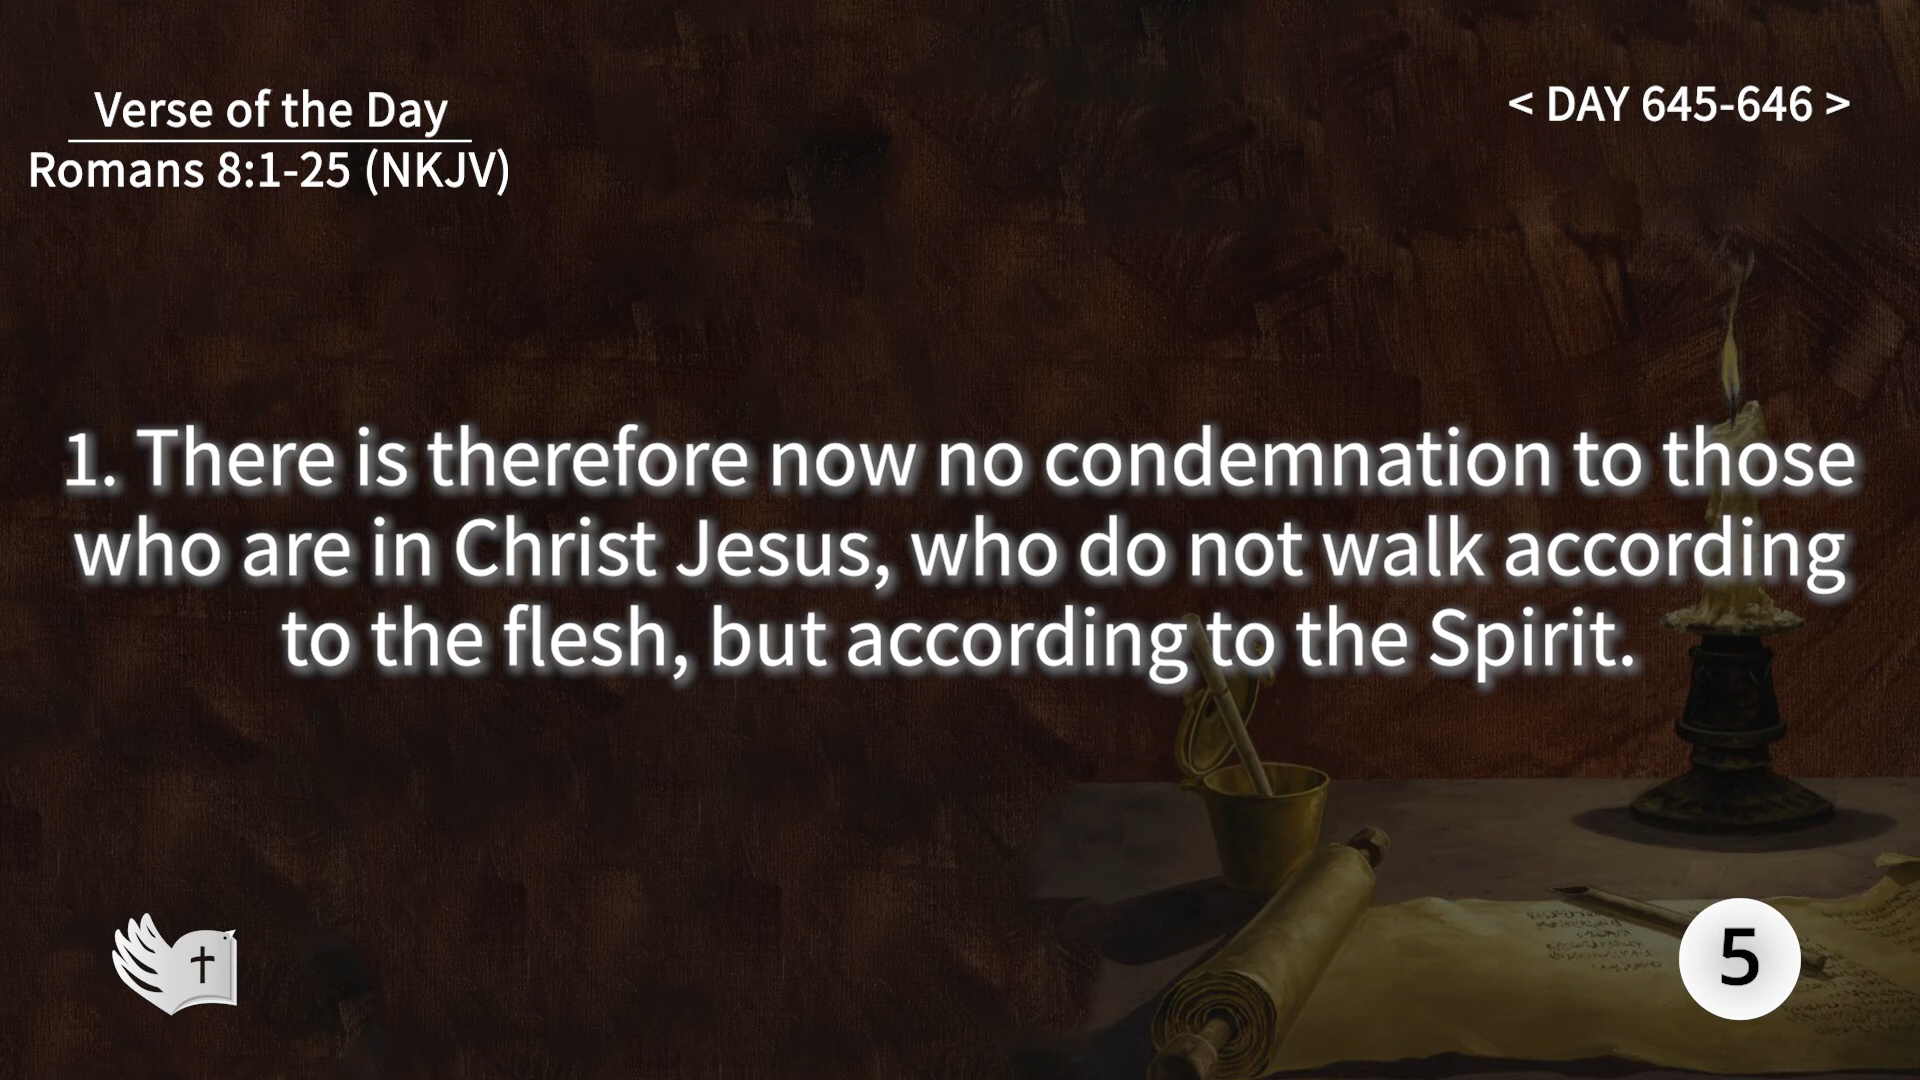 Verse of the Day
Romans 8:1-25 (NKJV)
< DAY 645-646 >
1. There is therefore now no condemnation to those
who are in Christ Jesus, who do not walk according
to the flesh, but according to the Spirit.
5